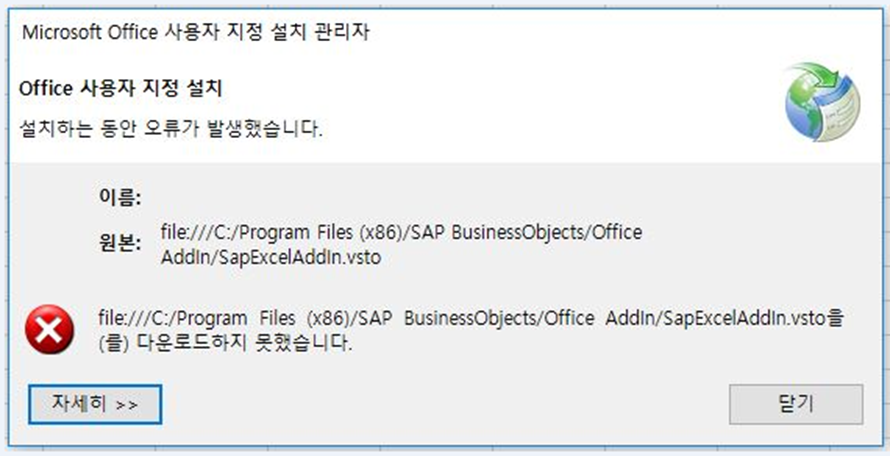 Microsoft Office 사용자 지정 설치 관리자
Office 사용자 지정 설치
설치하는 동안 오류가 발생했습니다.
이름:
원본: file:///C:/Program Files (x86)/SAP BusinessObjects/Office
AddIn/SapExcelAddIn.vsto
file:///C:/Program Files (x86)/SAP BusinessObjects/Office AddIn/SapExcelAddIn.vsto을
(를) 다운로드하지 못했습니다.
자세히 >>
닫기